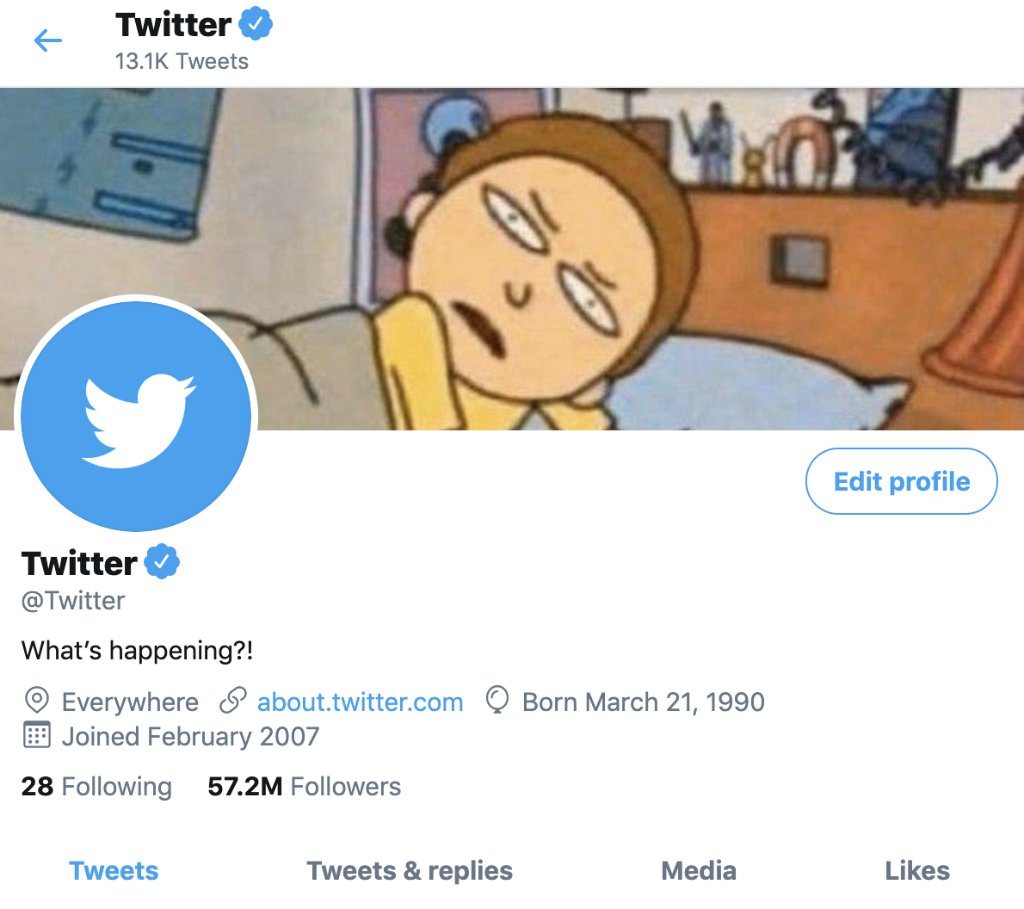 Twitter
13.1K Tweets
Edit profile
Twitter
@Twitter
What’s happening?!
Everywhere about.twitter.com Born March 21, 1990
Joined February 2007
28 Following 57.2M Followers
Tweets Tweets & replies Media Likes